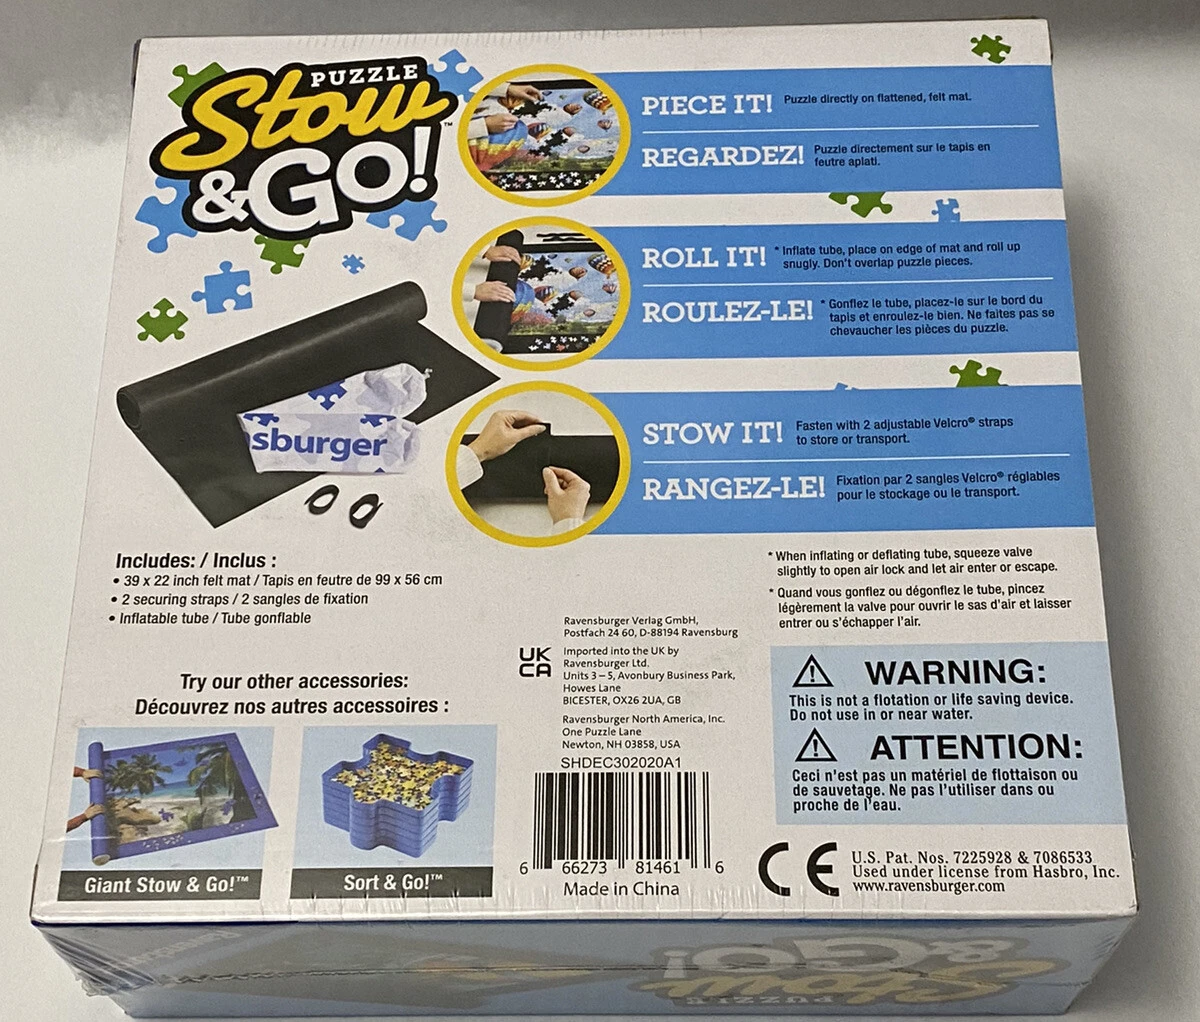 PUZZLE
Stow
& GO!™
PIECE IT! Puzzle directly on flattened, felt mat.
REGARDEZ! Puzzle directement sur le tapis en
feutre aplati.
ROLL IT! * Inflate tube, place on edge of mat and roll up
snugly. Don't overlap puzzle pieces.
ROULEZ-LE! * Gonflez le tube, placez-le sur le bord du
tapis et enroulez-le bien. Ne faites pas se
chevaucher les pièces du puzzle.
STOW IT! Fasten with 2 adjustable Velcro® straps
to store or transport.
RANGEZ-LE! Fixation par 2 sangles Velcro® réglables
pour le stockage ou le transport.
sburger
Includes: / Inclus :
• 39 x 22 inch felt mat / Tapis en feutre de 99 x 56 cm
• 2 securing straps / 2 sangles de fixation
• Inflatable tube / Tube gonflable
* When inflating or deflating tube, squeeze valve
slightly to open air lock and let air enter or escape.
* Quand vous gonflez ou dégonflez le tube, pincez
légèrement la valve pour ouvrir le sas d'air et laisser
entrer ou s'échapper l'air.
Try our other accessories:
Découvrez nos autres accessoires :
Giant Stow & Go!™
Sort & Go!™
UK
CA
Ravensburger Verlag GmbH,
Postfach 24 60, D-88194 Ravensburg
Imported into the UK by
Ravensburger Ltd.
Units 3 – 5, Avonbury Business Park,
Howes Lane
BICESTER, OX26 2UA, GB
Ravensburger North America, Inc.
One Puzzle Lane
Newton, NH 03858, USA
SHDEC302020A1
6 66273 81461 6
Made in China
WARNING:
This is not a flotation or life saving device.
Do not use in or near water.
ATTENTION:
Ceci n'est pas un matériel de flottaison ou
de sauvetage. Ne pas l'utiliser dans ou
proche de l'eau.
CE
U.S. Pat. Nos. 7225928 & 7086533
Used under license from Hasbro, Inc.
www.ravensburger.com
PUZZLE
Stow
& GO!